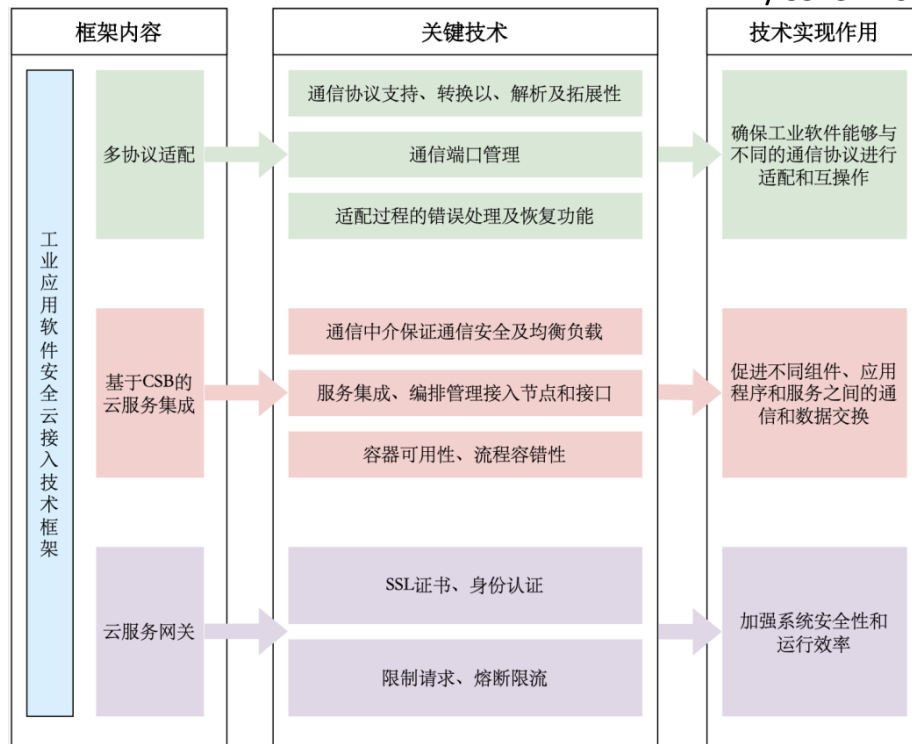 框架内容
关键技术
技术实现作用
工业应用软件安全云接入技术框架
多协议适配
通信协议支持、转换以、解析及拓展性
通信端口管理
适配过程的错误处理及恢复功能
确保工业软件能够与
不同的通信协议进行
适配和互操作
基于CSB的
云服务集成
通信中介保证通信安全及均衡负载
服务集成、编排管理接入节点和接口
容器可用性、流程容错性
促进不同组件、应用
程序和服务之间的通
信和数据交换
云服务网关
SSL证书、身份认证
限制请求、熔断限流
加强系统安全性和
运行效率